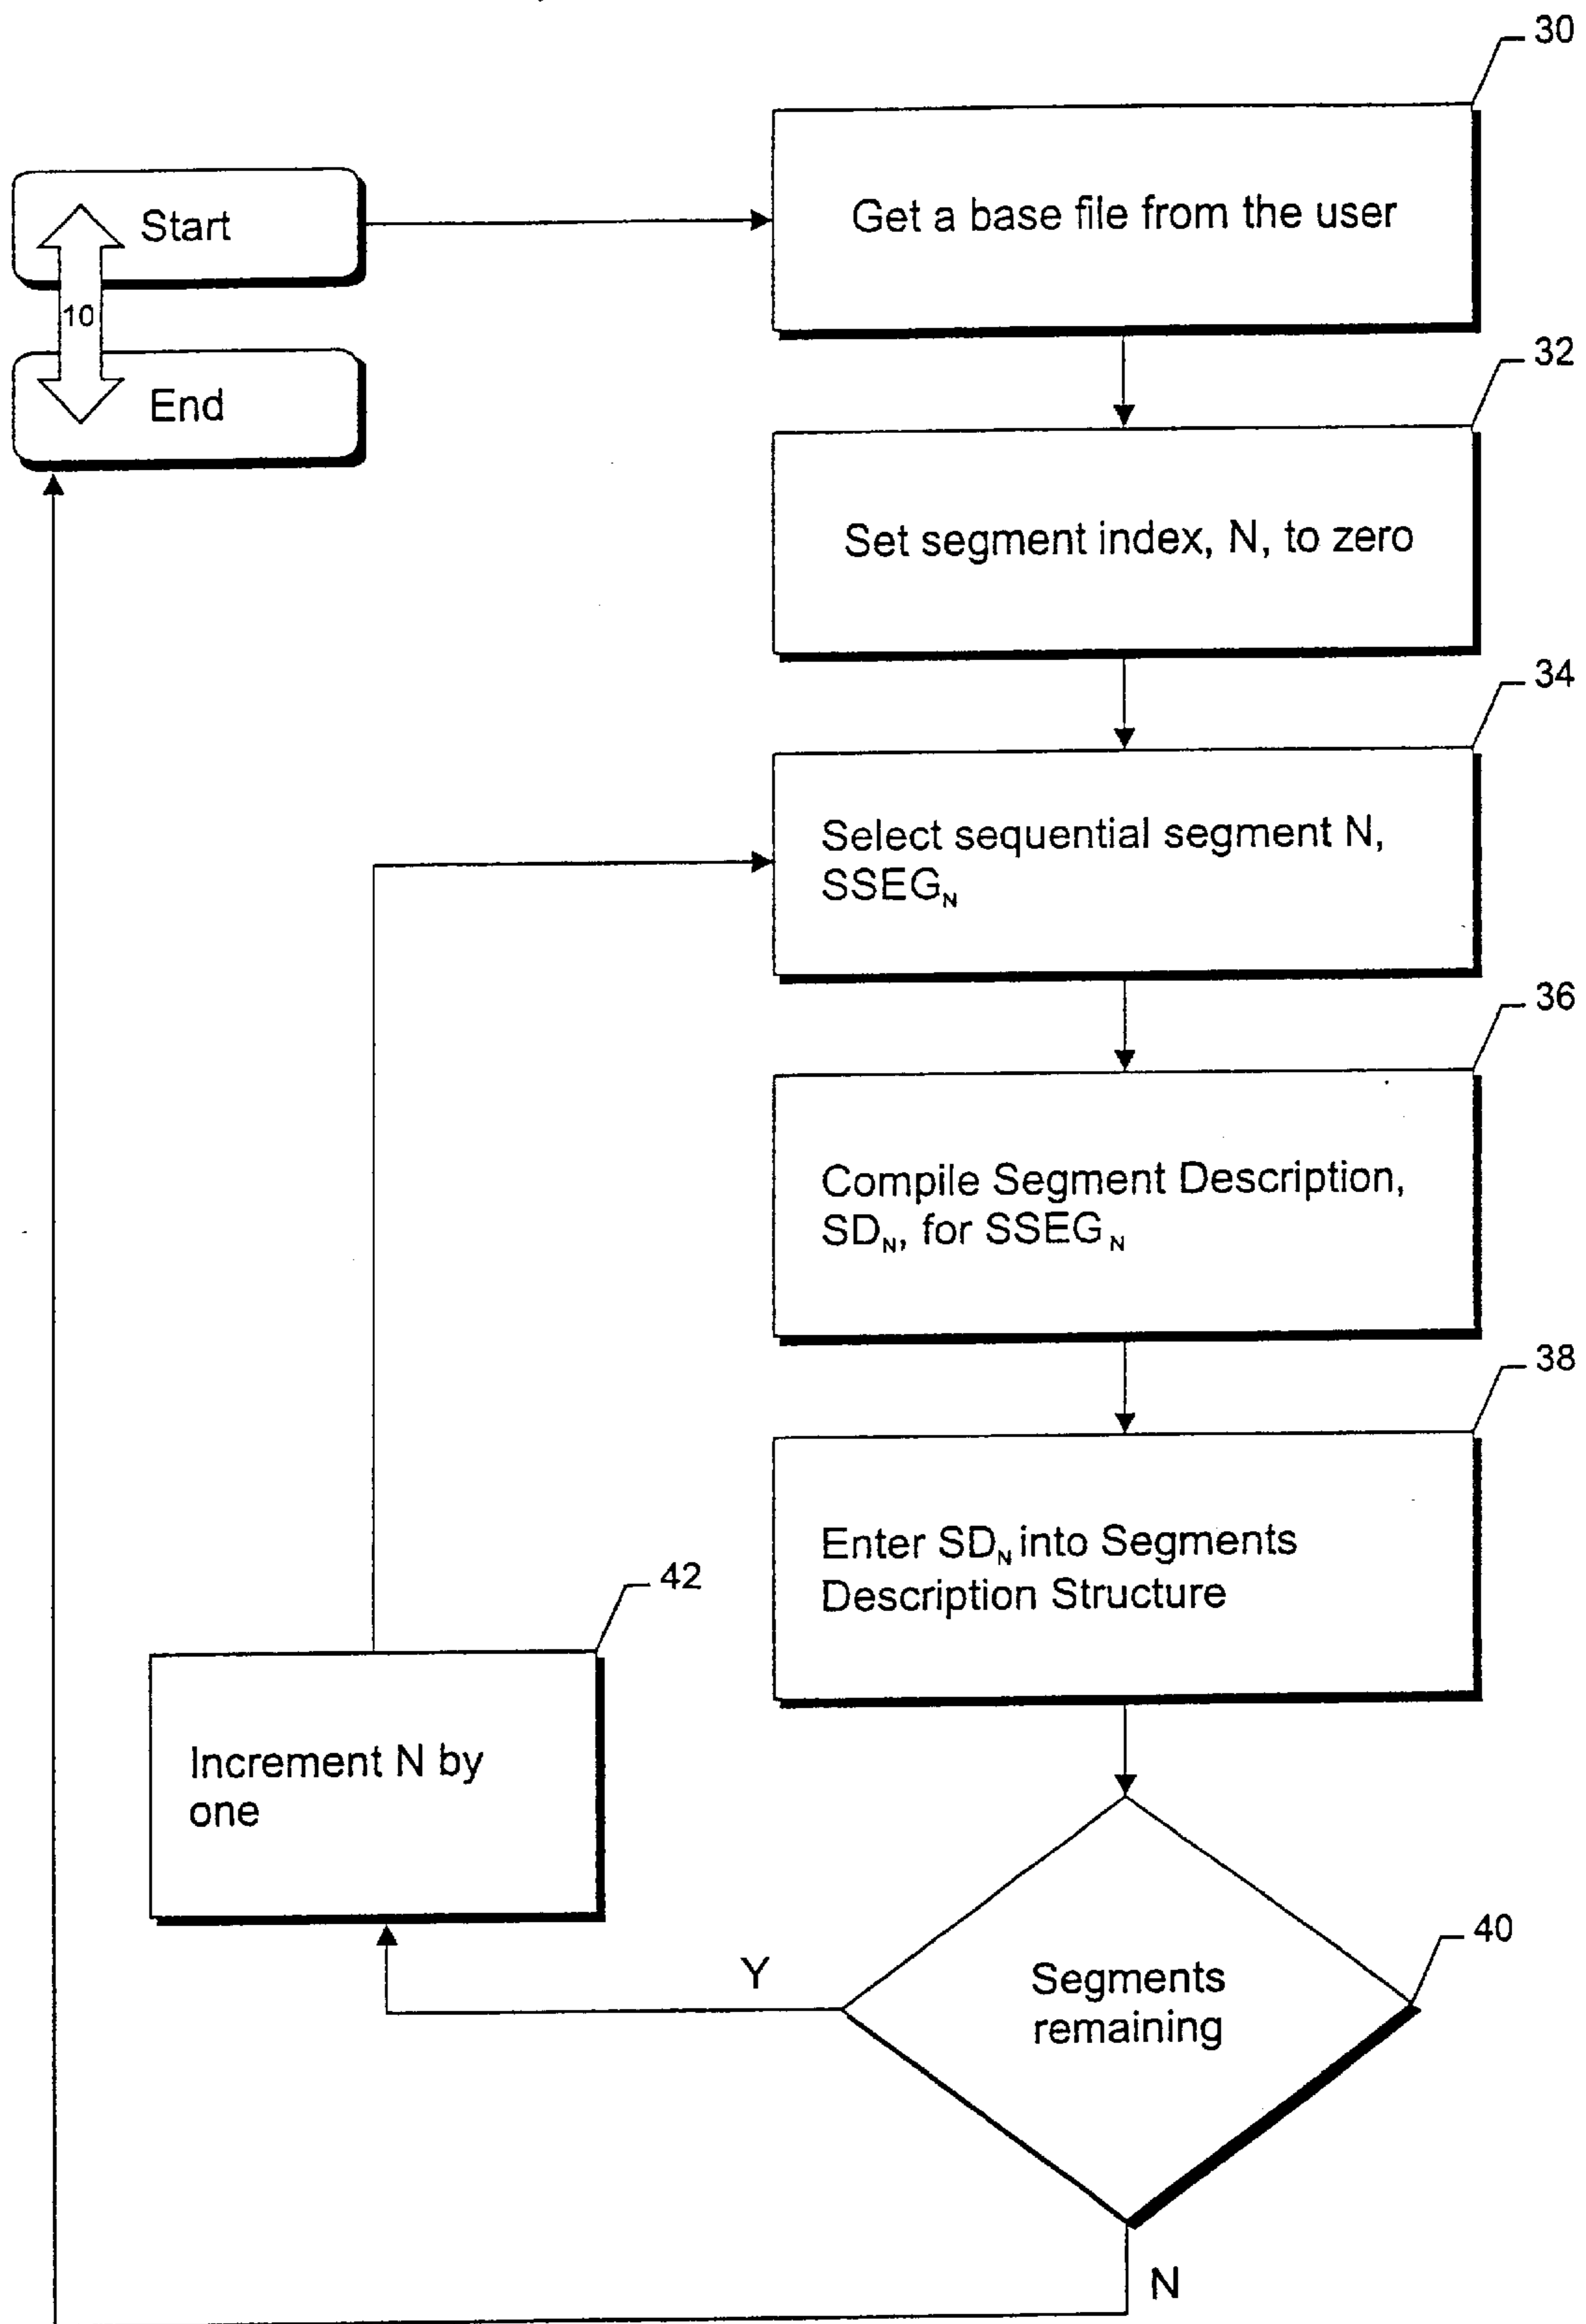 30
Start
Get a base file from the user
10
32
End
Set segment index, N, to zero
34
Select sequential segment N,
SSEG_N
36
Compile Segment Description,
SD_N, for SSEG_N
38
Enter SD_N into Segments
Description Structure
42
Increment N by
one
40
Y
Segments
remaining
N